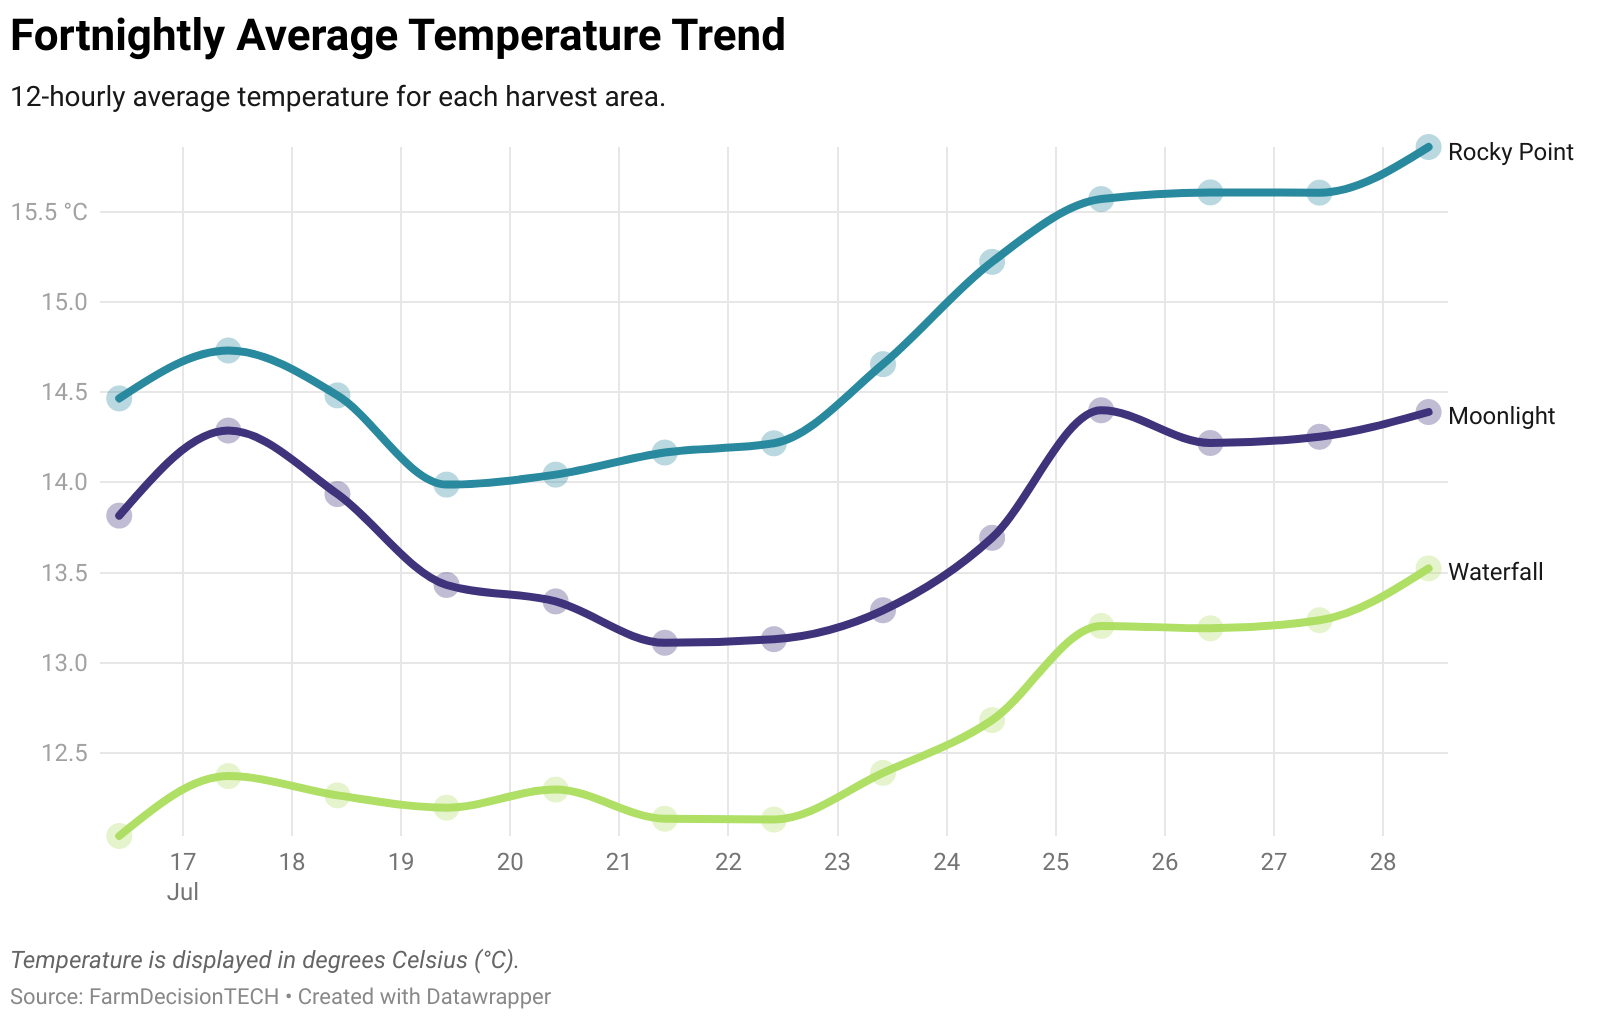 Fortnightly Average Temperature Trend
12-hourly average temperature for each harvest area.
Rocky Point
15.5 °C
15.0
14.5
Moonlight
14.0
13.5
Waterfall
13.0
12.5
17 18 19 20 21 22 23 24 25 26 27 28
Jul
Temperature is displayed in degrees Celsius (°C).
Source: FarmDecisionTECH • Created with Datawrapper